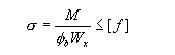 σ = M / (ϕ_b W_x) ≤ [ f ]